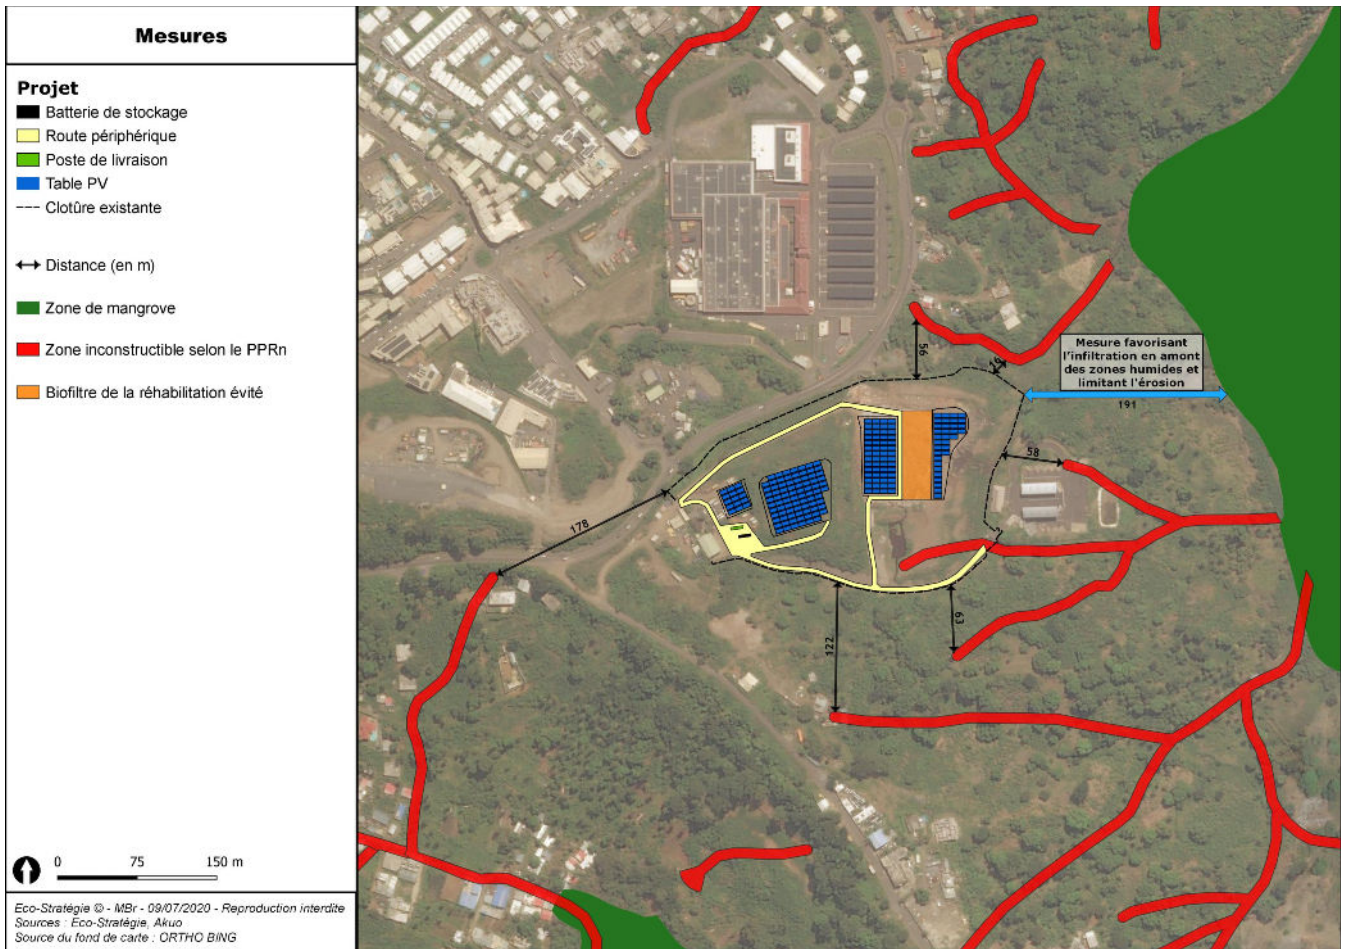 Mesures
Projet
Batterie de stockage
Route périphérique
Poste de livraison
Table PV
Clotûre existante
Distance (en m)
Zone de mangrove
Zone inconstructible selon le PPRn
Biofiltre de la réhabilitation évité
0 75 150 m
Eco-Stratégie © - MBr - 09/07/2020 - Reproduction interdite
Sources : Eco-Stratégie, Akuo
Source du fond de carte : ORTHO BING
56
16
Mesure favorisant
l'infiltration en amont
des zones humides et
limitant l'érosion
191
58
178
63
122